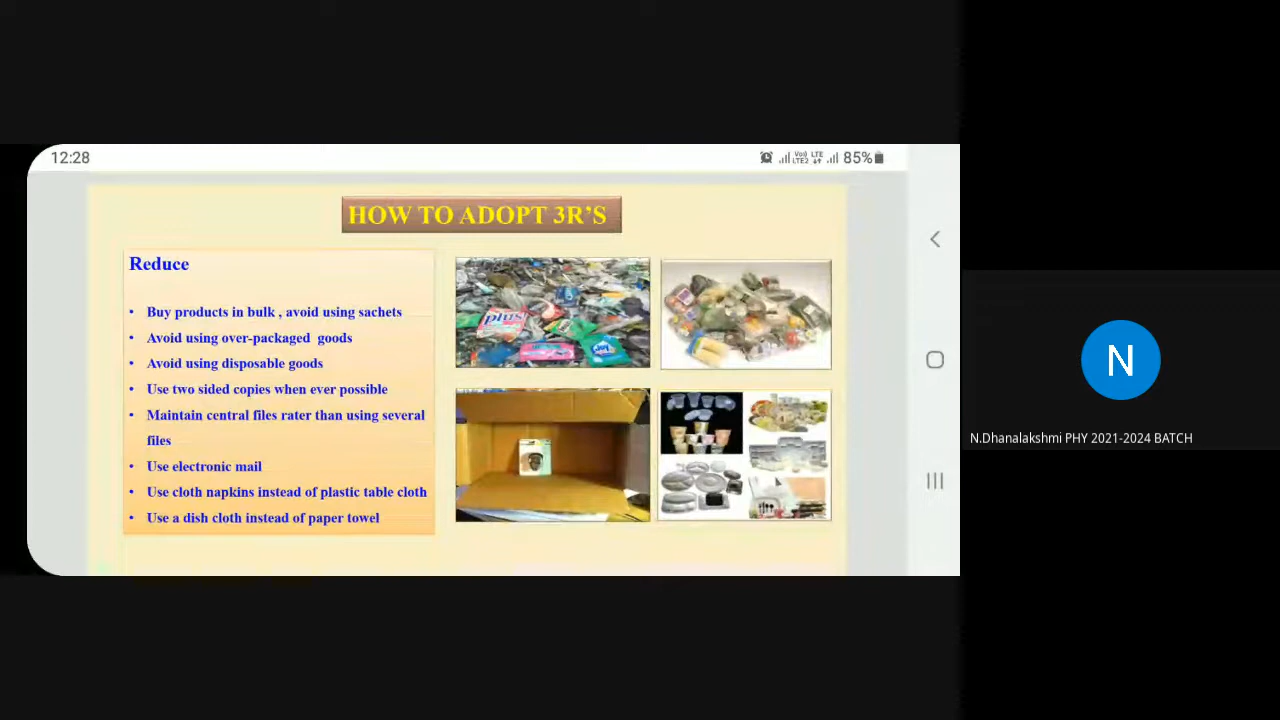 12:28
85%
HOW TO ADOPT 3R'S
Reduce
• Buy products in bulk , avoid using sachets
• Avoid using over-packaged goods
• Avoid using disposable goods
• Use two sided copies when ever possible
• Maintain central files rater than using several
files
• Use electronic mail
• Use cloth napkins instead of plastic table cloth
• Use a dish cloth instead of paper towel
plus
N
N.Dhanalakshmi PHY 2021-2024 BATCH